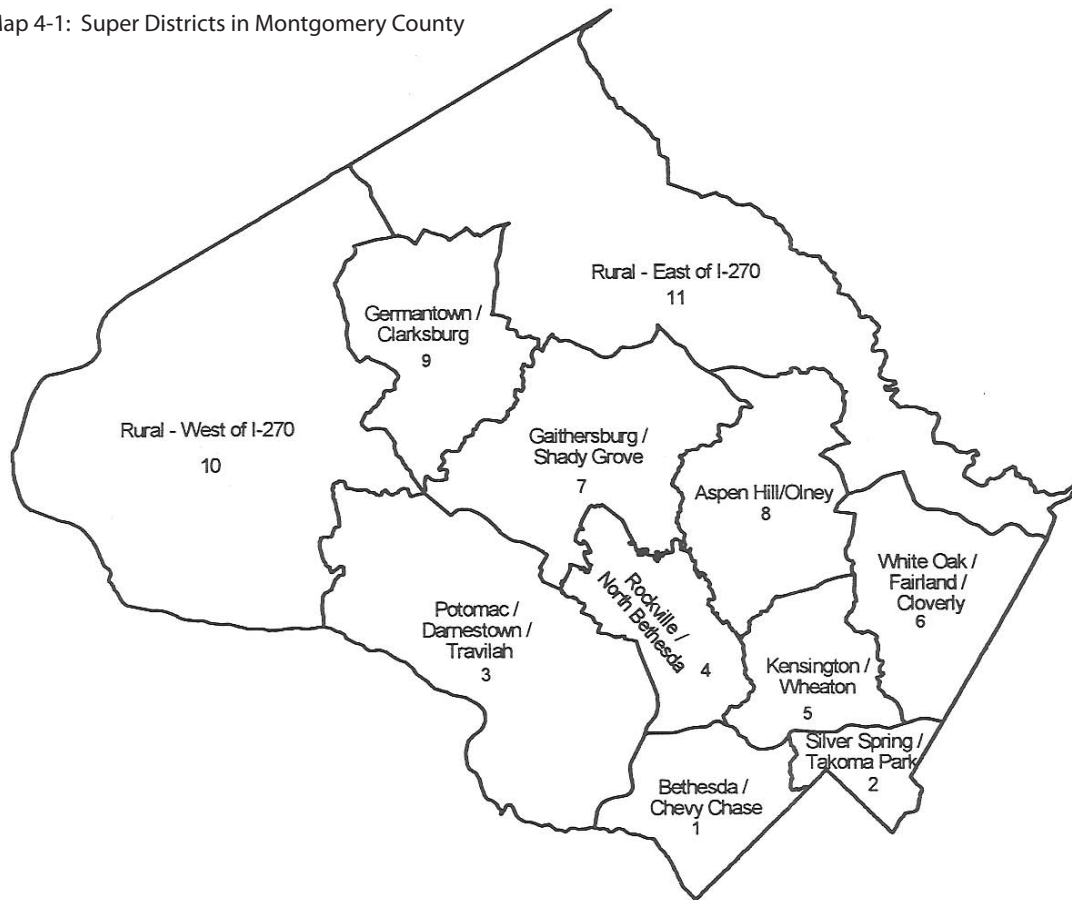 Map 4-1: Super Districts in Montgomery County
Rural - East of I-270
11
Germantown /
Clarksburg
9
Rural - West of I-270
10
Gaithersburg /
Shady Grove
7
Aspen Hill/Olney
8
White Oak /
Fairland /
Cloverly
6
Rockville /
North Bethesda
4
Potomac /
Darnestown /
Travilah
3
Kensington /
Wheaton
5
Silver Spring /
Takoma Park
2
Bethesda /
Chevy Chase
1